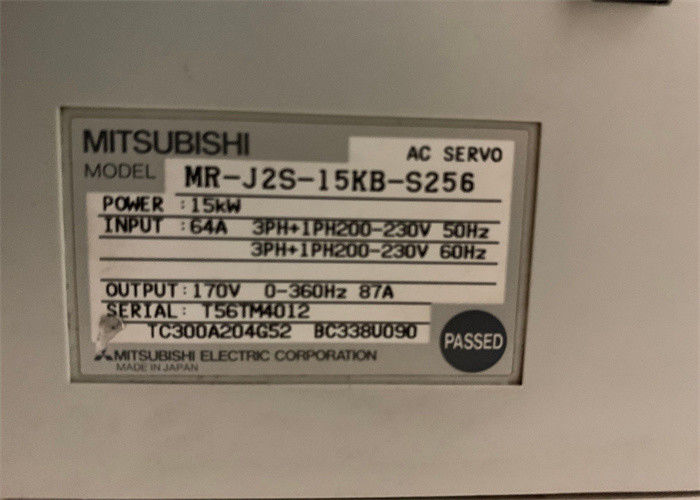 MITSUBISHI
AC SERVO
MODEL MR-J2S-15KB-S256
POWER :15kW
INPUT :64A 3PH+1PH200-230V 50Hz
3PH+1PH200-230V 60Hz
OUTPUT:170V 0-360Hz 87A
SERIAL: T56TM4012
TC300A204G52 BC338U090
PASSED
MITSUBISHI ELECTRIC CORPORATION
MADE IN JAPAN